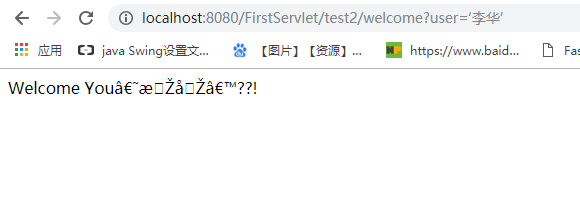 localhost:8080/FirstServlet/test2/welcome?user=‘李华’
应用 java Swing设置文... 【图片】【资源】... https://www.baid... Fas
Welcome Youâ€˜æ□Žå□Žâ€™??!